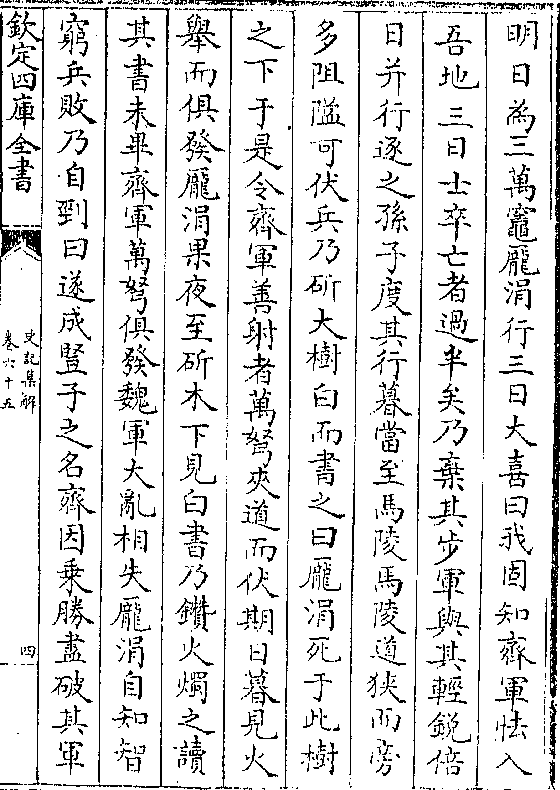 明日為三萬竈龎涓行三日大喜曰我固知齊軍怯入
吾地三日士卒亡者過半矣乃棄其步軍與其輕銳倍
日并行逐之孫子度其行暮當至馬陵馬陵道狹而旁
多阻隘可伏兵乃斫大樹白而書之曰龎涓死于此樹
之下于是令齊軍善射者萬弩夾道而伏期日暮見火
舉而俱發龎涓果夜至斫木下見白書乃鑽火燭之讀
其書未畢齊軍萬弩俱發魏軍大亂相失龎涓自知智
窮兵敗乃自剄曰遂成豎子之名齊因乗勝盡破其軍
欽定四庫全書
史記集解
卷六十五
四